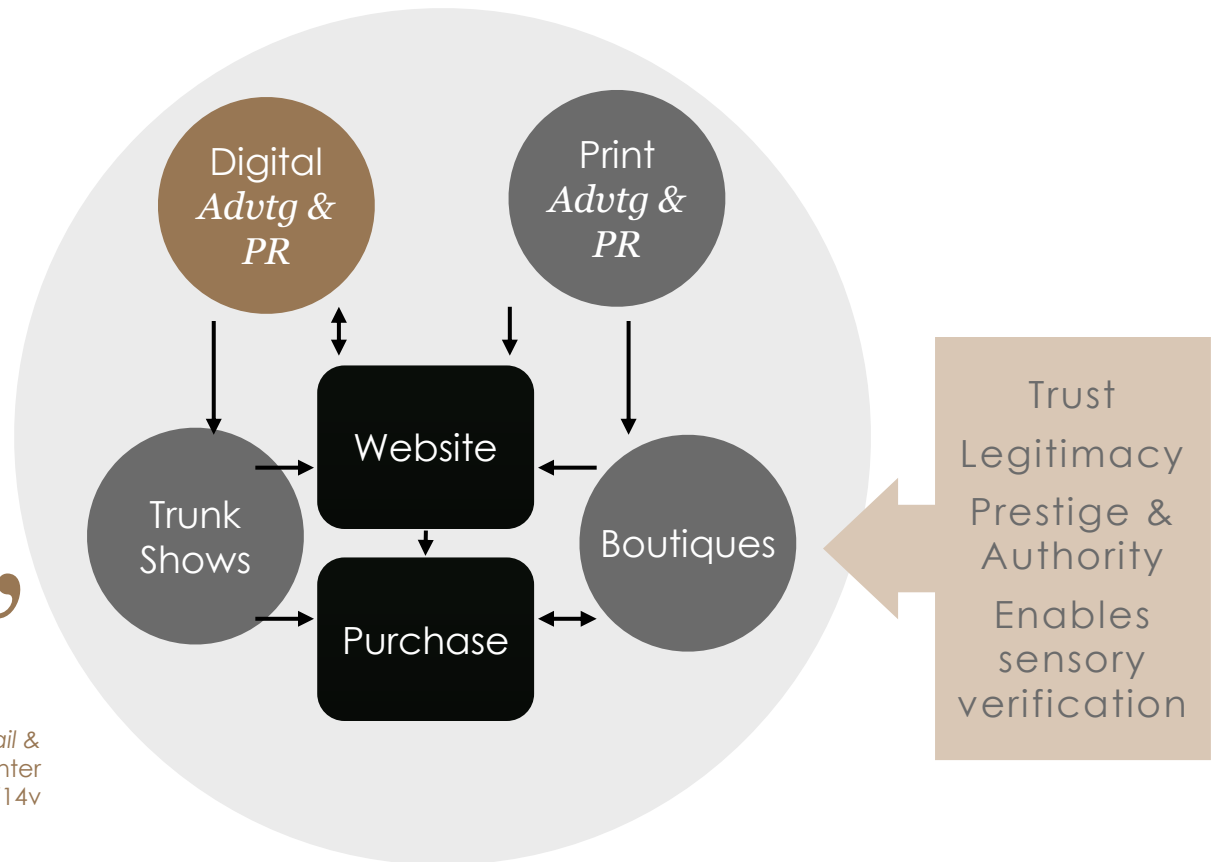 Digital
Advtg &
PR
Print
Advtg &
PR
Website
Trunk
Shows
Boutiques
Purchase
Trust
Legitimacy
Prestige &
Authority
Enables
sensory
verification
’
&
14v